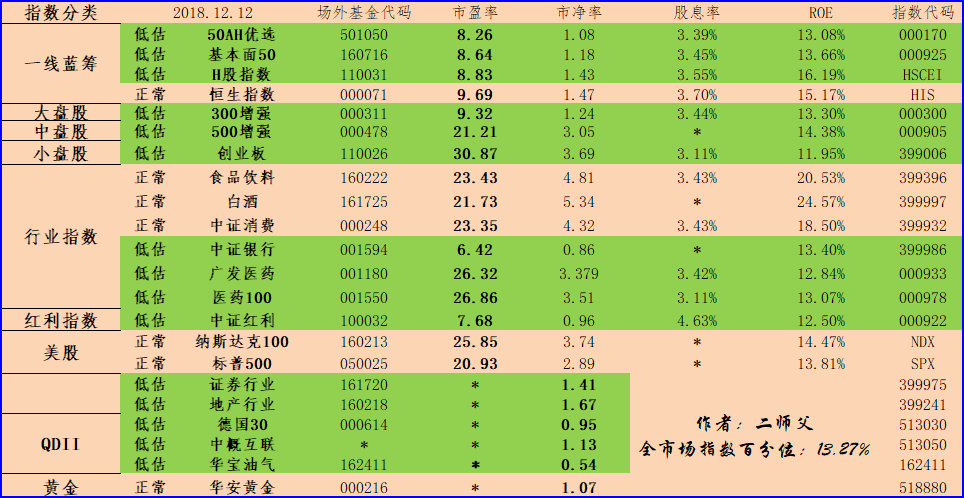 指数分类 2018.12.12 场外基金代码 市盈率 市净率 股息率 ROE 指数代码
一线蓝筹 低估 50AH优选 501050 8.26 1.08 3.39% 13.08% 000170
低估 基本面50 160716 8.64 1.18 3.45% 13.66% 000925
低估 H股指数 110031 8.83 1.43 3.55% 16.19% HSCEI
正常 恒生指数 000071 9.69 1.47 3.70% 15.17% HIS
大盘股 低估 300增强 000311 9.32 1.24 3.44% 13.30% 000300
中盘股 低估 500增强 000478 21.21 3.05 * 14.38% 000905
小盘股 低估 创业板 110026 30.87 3.69 3.11% 11.95% 399006
行业指数 正常 食品饮料 160222 23.43 4.81 3.43% 20.53% 399396
正常 白酒 161725 21.73 5.34 * 24.57% 399997
正常 中证消费 000248 23.35 4.32 3.43% 18.50% 399932
低估 中证银行 001594 6.42 0.86 * 13.40% 399986
低估 广发医药 001180 26.32 3.379 3.42% 12.84% 000933
低估 医药100 001550 26.86 3.51 3.11% 13.07% 000978
红利指数 低估 中证红利 100032 7.68 0.96 4.63% 12.50% 000922
美股 正常 纳斯达克100 160213 25.85 3.74 * 14.47% NDX
正常 标普500 050025 20.93 2.89 * 13.81% SPX
低估 证券行业 161720 * 1.41 399975
低估 地产行业 160218 * 1.67 399241
QDII 低估 德国30 000614 * 0.95 513030
低估 中概互联 * * 1.13 513050
低估 华宝油气 162411 * 0.54 162411
黄金 正常 华安黄金 000216 * 1.07 518880
作者：二师父
全市场指数百分位：13.27%